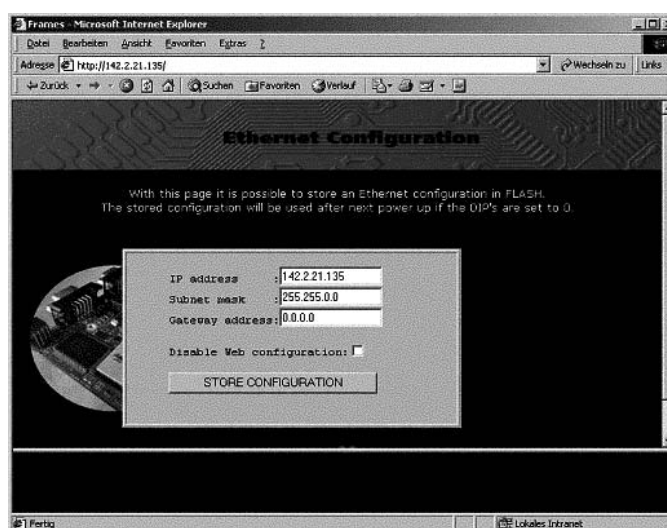 Frames - Microsoft Internet Explorer
Datei Bearbeiten Ansicht Favoriten Extras ?
Adresse http://142.2.21.135/ Wechseln zu Links
Zurück Suchen Favoriten Verlauf
Ethernet Configuration
With this page it is possible to store an Ethernet configuration in FLASH.
The stored configuration will be used after next power up if the DIP's are set to 0.
IP address :142.2.21.135
Subnet mask :255.255.0.0
Gateway address:0.0.0.0
Disable Web configuration:
STORE CONFIGURATION
Fertig Lokales Intranet